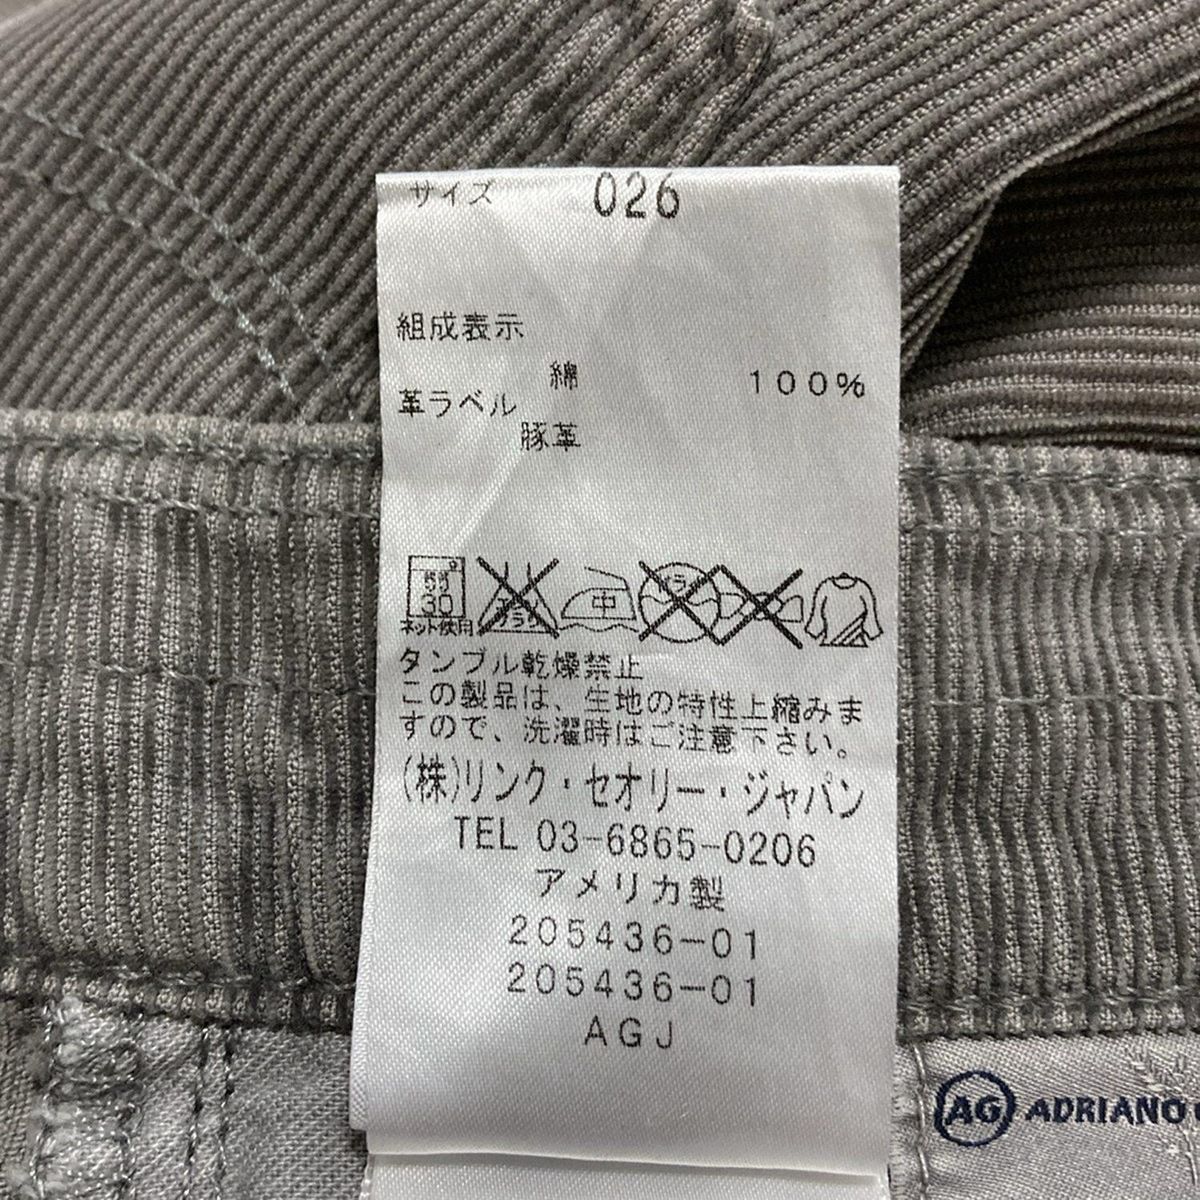 サイズ 026
組成表示
綿 100%
革ラベル
豚革
55 30 中
ネット使用
タンブル乾燥禁止
この製品は、生地の特性上縮みま
すので、洗濯時はご注意下さい。
(株)リンク・セオリー・ジャパン
TEL 03-6865-0206
アメリカ製
205436-01
205436-01
AGJ
AG ADRIANO